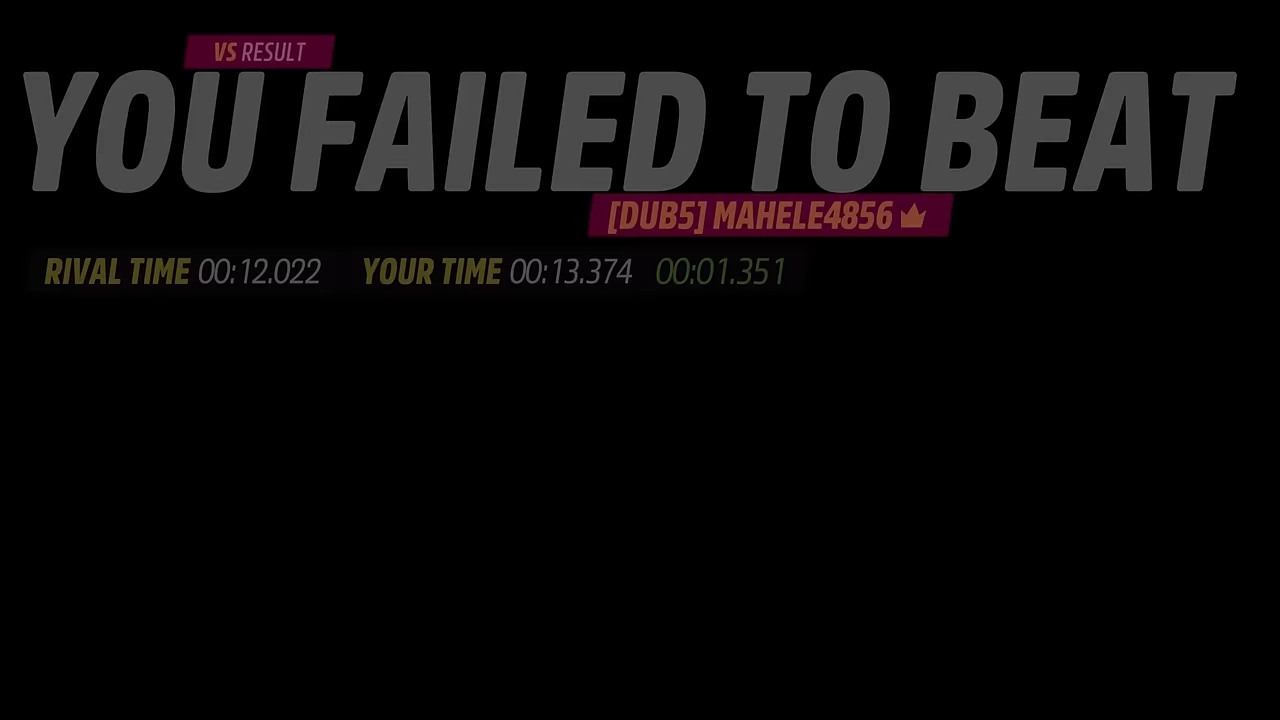 VS RESULT
YOU FAILED TO BEAT
[DUB5] MAHELE4856
RIVAL TIME 00:12.022 YOUR TIME 00:13.374 00:01.351